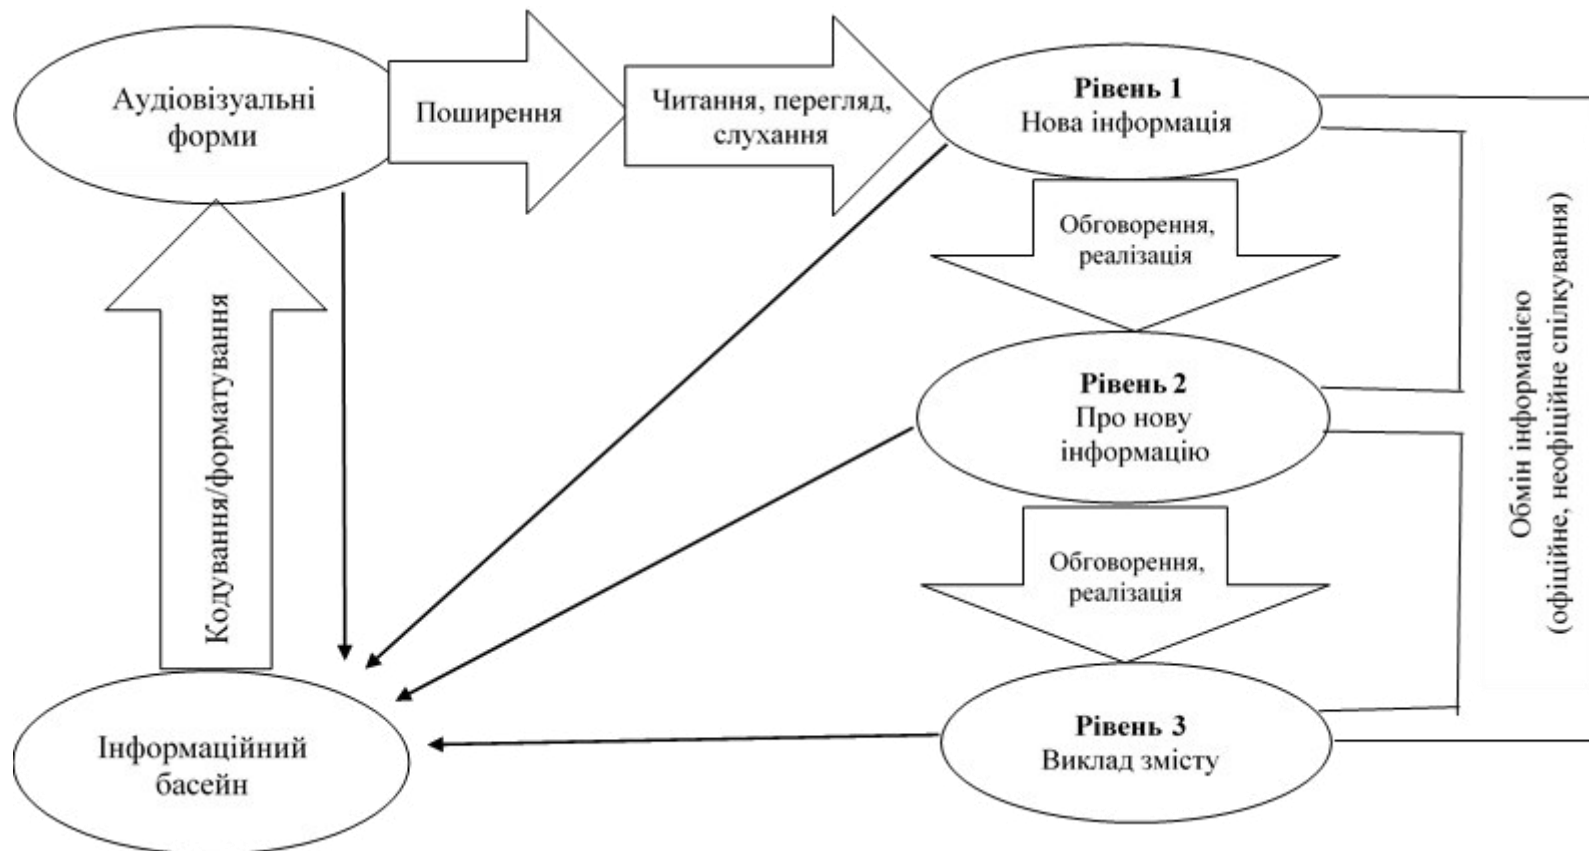 Аудіовізуальні
форми
Поширення
Читання, перегляд,
слухання
Рівень 1
Нова інформація
Обговорення,
реалізація
Рівень 2
Про нову
інформацію
Обговорення,
реалізація
Рівень 3
Виклад змісту
Обмін інформацією
(офіційне, неофіційне спілкування)
Кодування/форматування
Інформаційний
басейн